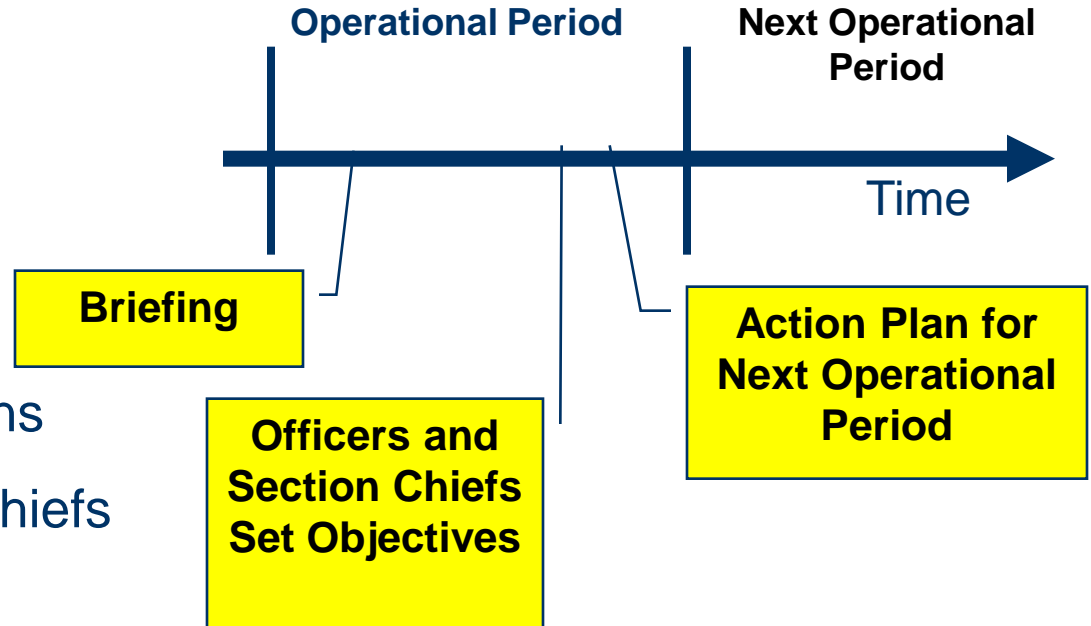 Operational Period
Next Operational
Period
Time
Briefing
Action Plan for
Next Operational
Period
Officers and
Section Chiefs
Set Objectives